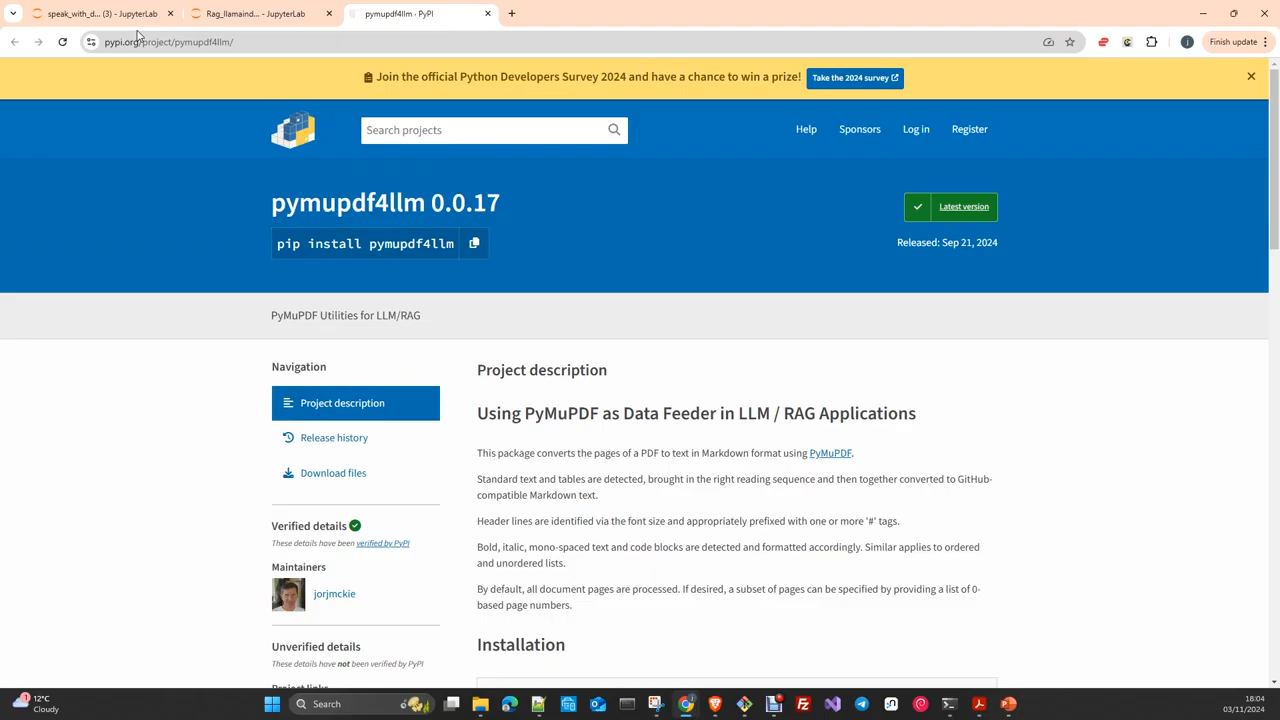 speak_with_d... (3) - JupyterLab
Rag_llamaind... - JupyterLab
pymupdf4llm · PyPI
pypi.org/project/pymupdf4llm/
Finish update
Join the official Python Developers Survey 2024 and have a chance to win a prize!
Take the 2024 survey
Search projects
Help
Sponsors
Log in
Register
pymupdf4llm 0.0.17
Latest version
pip install pymupdf4llm
Released: Sep 21, 2024
PyMuPDF Utilities for LLM/RAG
Navigation
Project description
Release history
Download files
Verified details
These details have been verified by PyPI
Maintainers
jorjmckie
Unverified details
These details have not been verified by PyPI
Project description
Using PyMuPDF as Data Feeder in LLM / RAG Applications
This package converts the pages of a PDF to text in Markdown format using PyMuPDF.
Standard text and tables are detected, brought in the right reading sequence and then together converted to GitHub-
compatible Markdown text.
Header lines are identified via the font size and appropriately prefixed with one or more '#' tags.
Bold, italic, mono-spaced text and code blocks are detected and formatted accordingly. Similar applies to ordered
and unordered lists.
By default, all document pages are processed. If desired, a subset of pages can be specified by providing a list of 0-
based page numbers.
Installation
1
12°C
Cloudy
Search
18:04
03/11/2024